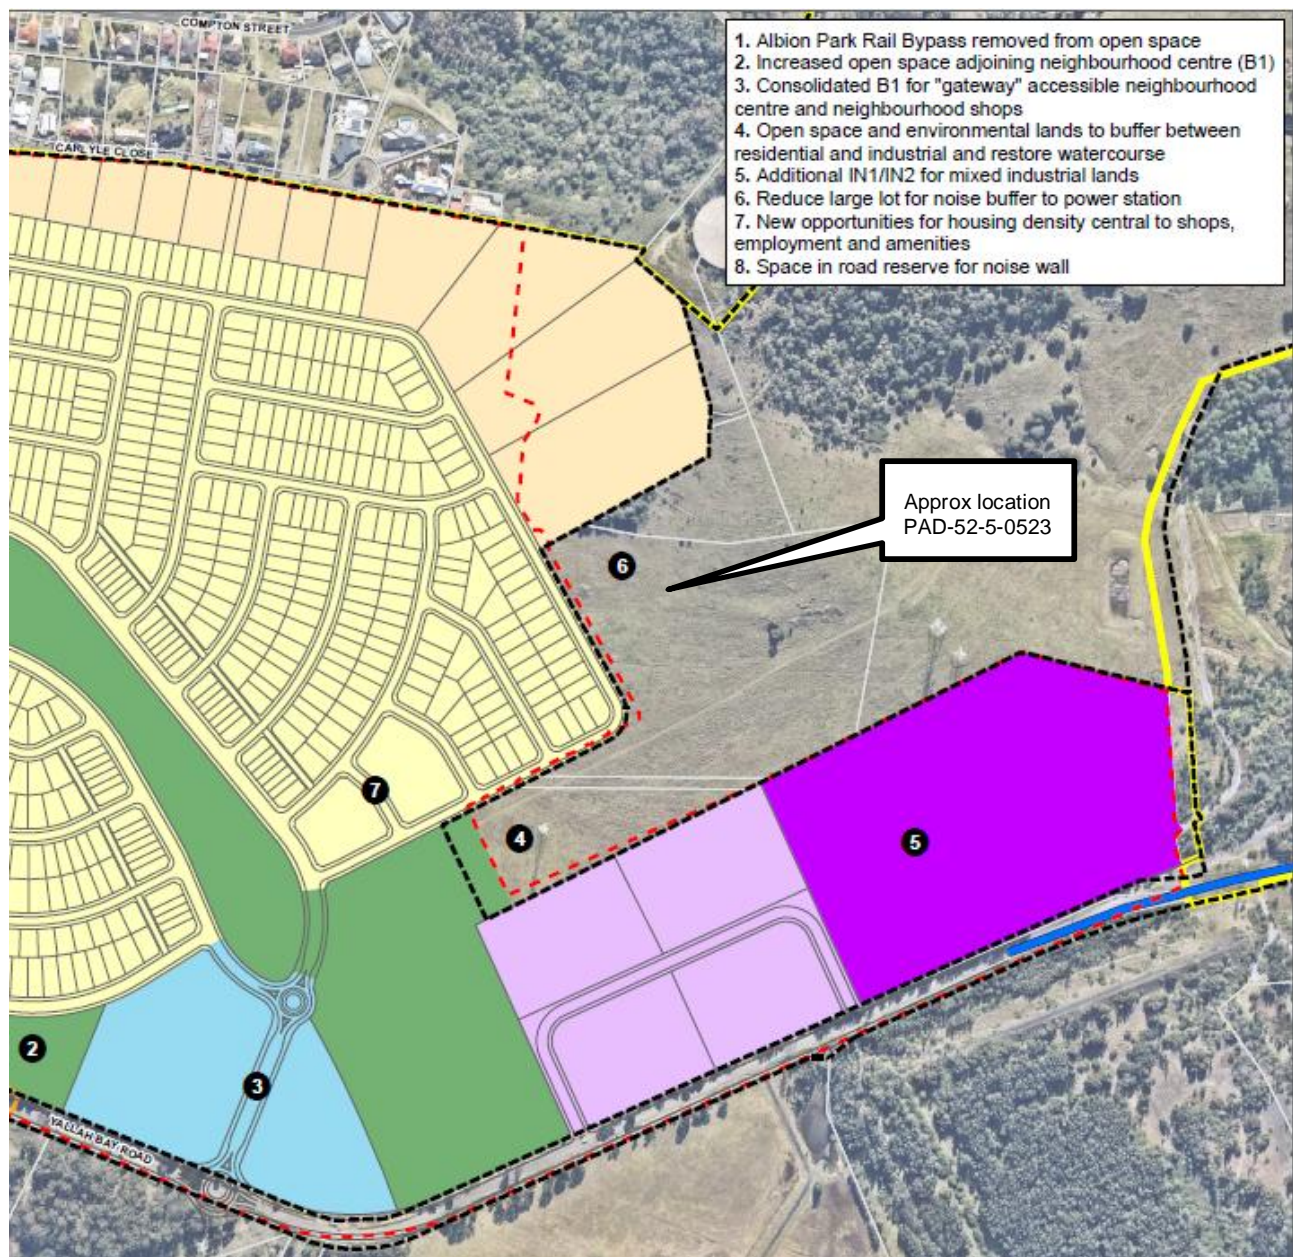 COMPTON STREET
1. Albion Park Rail Bypass removed from open space
2. Increased open space adjoining neighbourhood centre (B1)
3. Consolidated B1 for "gateway" accessible neighbourhood
centre and neighbourhood shops
4. Open space and environmental lands to buffer between
residential and industrial and restore watercourse
5. Additional IN1/IN2 for mixed industrial lands
6. Reduce large lot for noise buffer to power station
7. New opportunities for housing density central to shops,
employment and amenities
8. Space in road reserve for noise wall
CARLYLE CLOSE
Approx location
PAD-52-5-0523
6
7
4
5
2
3
YALLAH BAY ROAD